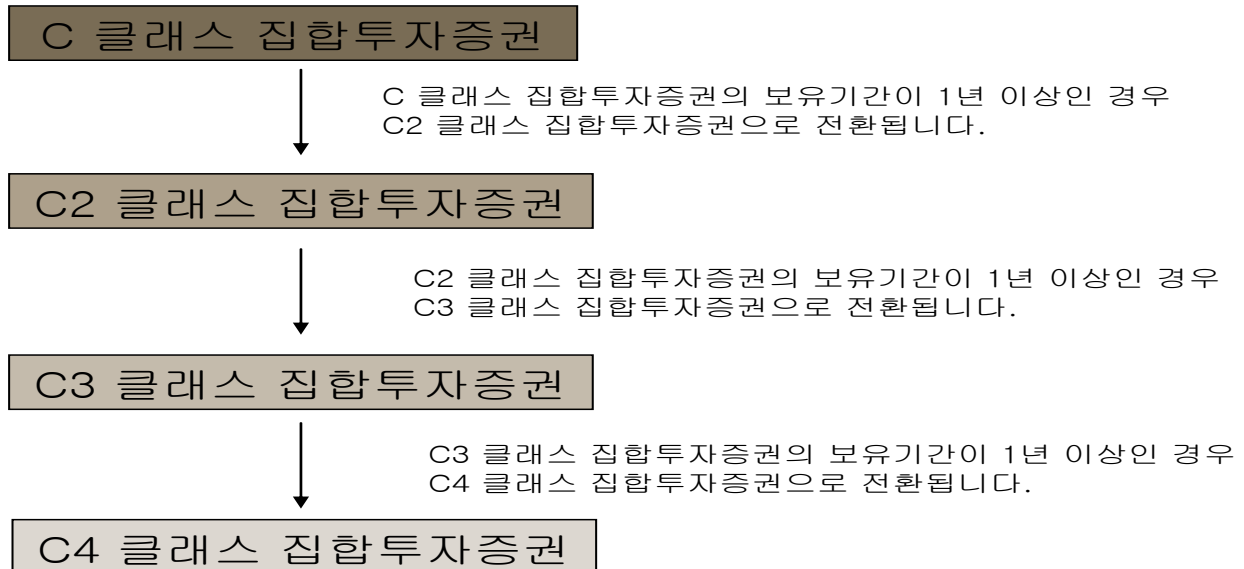 C 클래스 집합투자증권
C 클래스 집합투자증권의 보유기간이 1년 이상인 경우
C2 클래스 집합투자증권으로 전환됩니다.
C2 클래스 집합투자증권
C2 클래스 집합투자증권의 보유기간이 1년 이상인 경우
C3 클래스 집합투자증권으로 전환됩니다.
C3 클래스 집합투자증권
C3 클래스 집합투자증권의 보유기간이 1년 이상인 경우
C4 클래스 집합투자증권으로 전환됩니다.
C4 클래스 집합투자증권